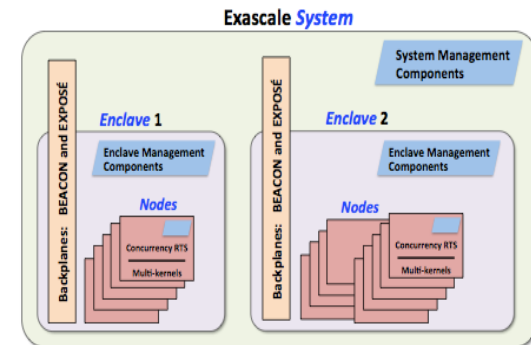 Exascale System
System Management
Components
Backplanes: BEACON and EXPOSÉ
Enclave 1
Enclave Management
Components
Nodes
Concurrency RTS
Multi-kernels
Backplanes: BEACON and EXPOSÉ
Enclave 2
Enclave Management
Components
Nodes
Concurrency RTS
Multi-kernels